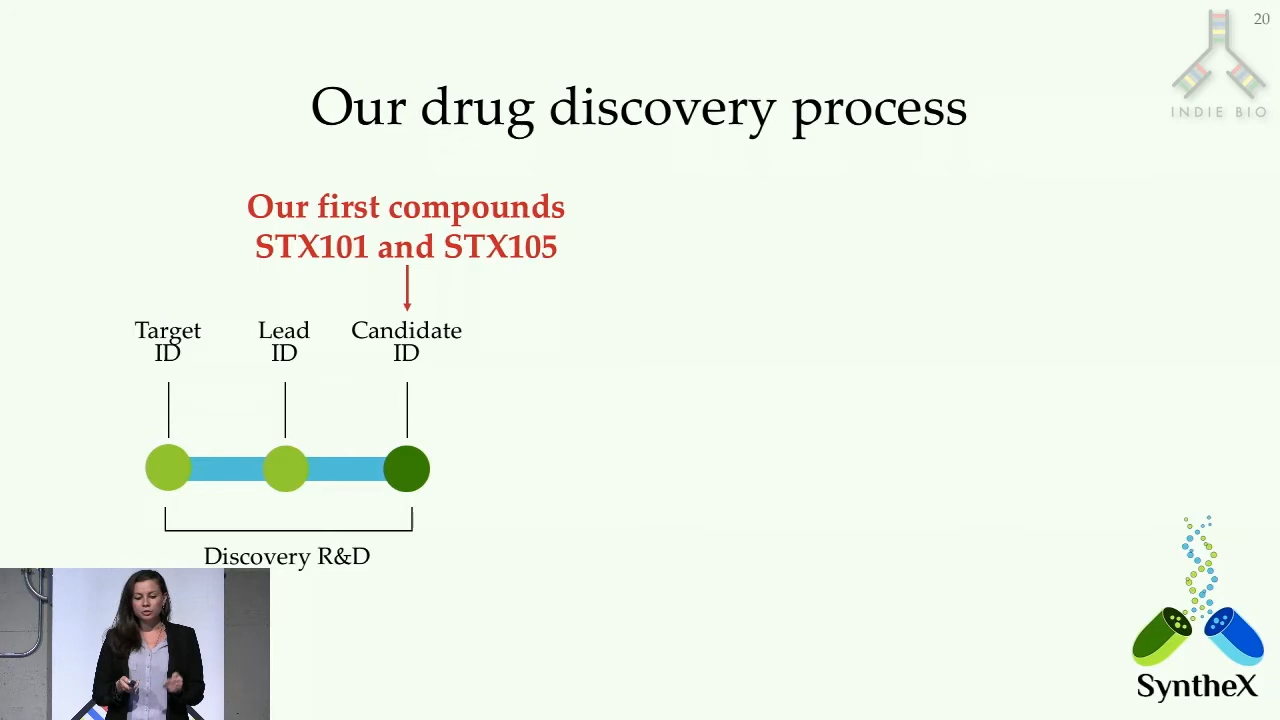 20
INDIE BIO
Our drug discovery process
Our first compounds
STX101 and STX105
Target
ID
Lead
ID
Candidate
ID
Discovery R&D
SyntheX